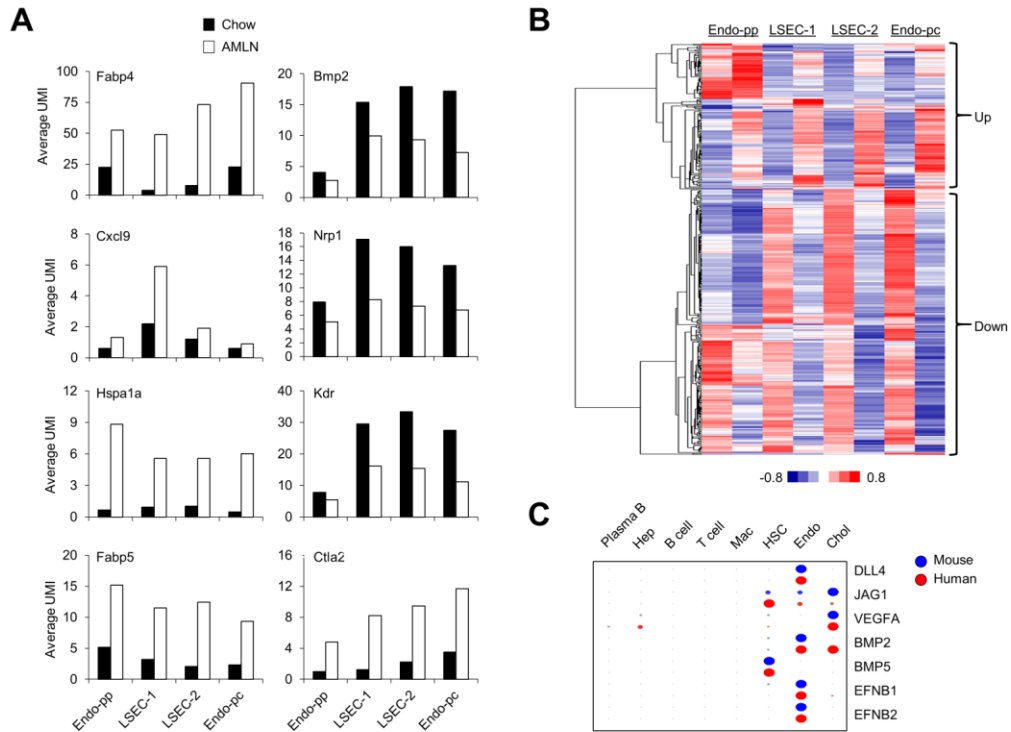 A
Chow
AMLN
Fabp4
Average UMI
100
75
50
25
0
Bmp2
20
15
10
5
0
Cxcl9
Average UMI
8
6
4
2
0
Nrp1
18
16
14
12
10
8
6
4
2
0
Hspa1a
Average UMI
12
9
6
3
0
Kdr
40
30
20
10
0
Fabp5
Average UMI
20
15
10
5
0
Ctla2
16
12
8
4
0
Endo-pp
LSEC-1
LSEC-2
Endo-pc
Endo-pp
LSEC-1
LSEC-2
Endo-pc
B
Endo-pp LSEC-1 LSEC-2 Endo-pc
Up
Down
-0.8 0.8
C
Plasma B
Hep
B cell
T cell
Mac
HSC
Endo
Chol
Mouse
Human
DLL4
JAG1
VEGFA
BMP2
BMP5
EFNB1
EFNB2